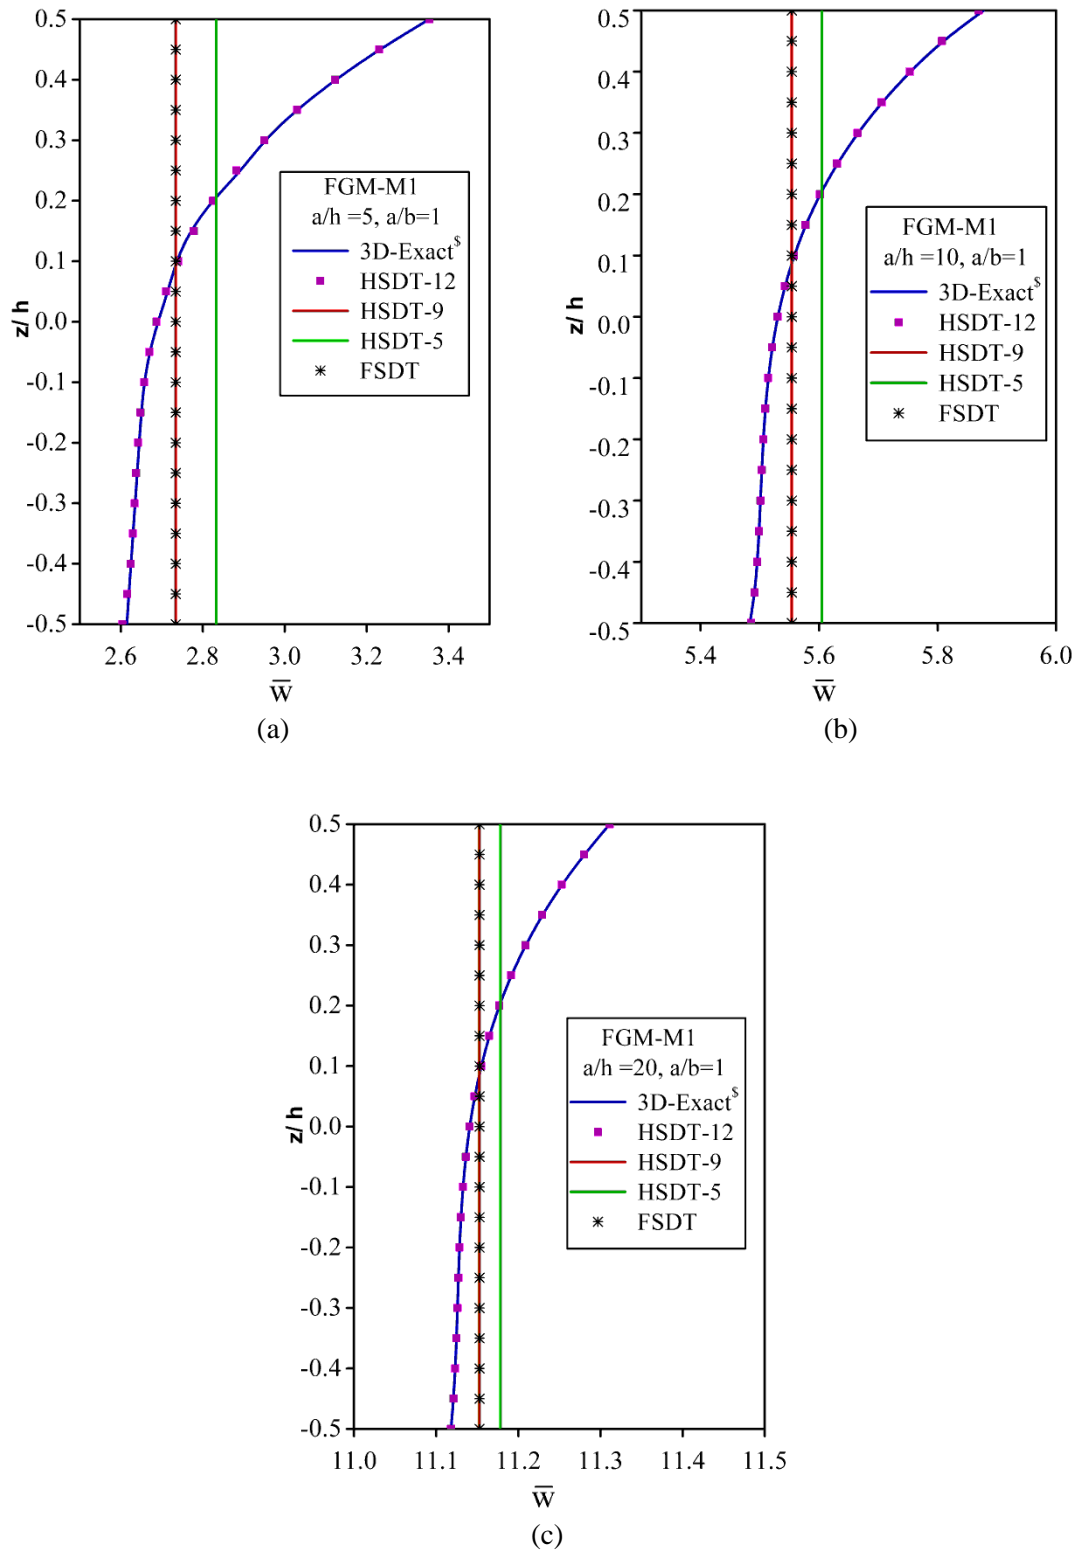 0.5
0.4
0.3
0.2
0.1
0.0
-0.1
-0.2
-0.3
-0.4
-0.5
z/ h
FGM-M1
a/h =5, a/b=1
3D-Exact$
HSDT-12
HSDT-9
HSDT-5
FSDT
2.6 2.8 3.0 3.2 3.4
w̅
(a)
0.5
0.4
0.3
0.2
0.1
0.0
-0.1
-0.2
-0.3
-0.4
-0.5
z/ h
FGM-M1
a/h =10, a/b=1
3D-Exact$
HSDT-12
HSDT-9
HSDT-5
FSDT
5.4 5.6 5.8 6.0
w̅
(b)
0.5
0.4
0.3
0.2
0.1
0.0
-0.1
-0.2
-0.3
-0.4
-0.5
z/ h
FGM-M1
a/h =20, a/b=1
3D-Exact$
HSDT-12
HSDT-9
HSDT-5
FSDT
11.0 11.1 11.2 11.3 11.4 11.5
w̅
(c)